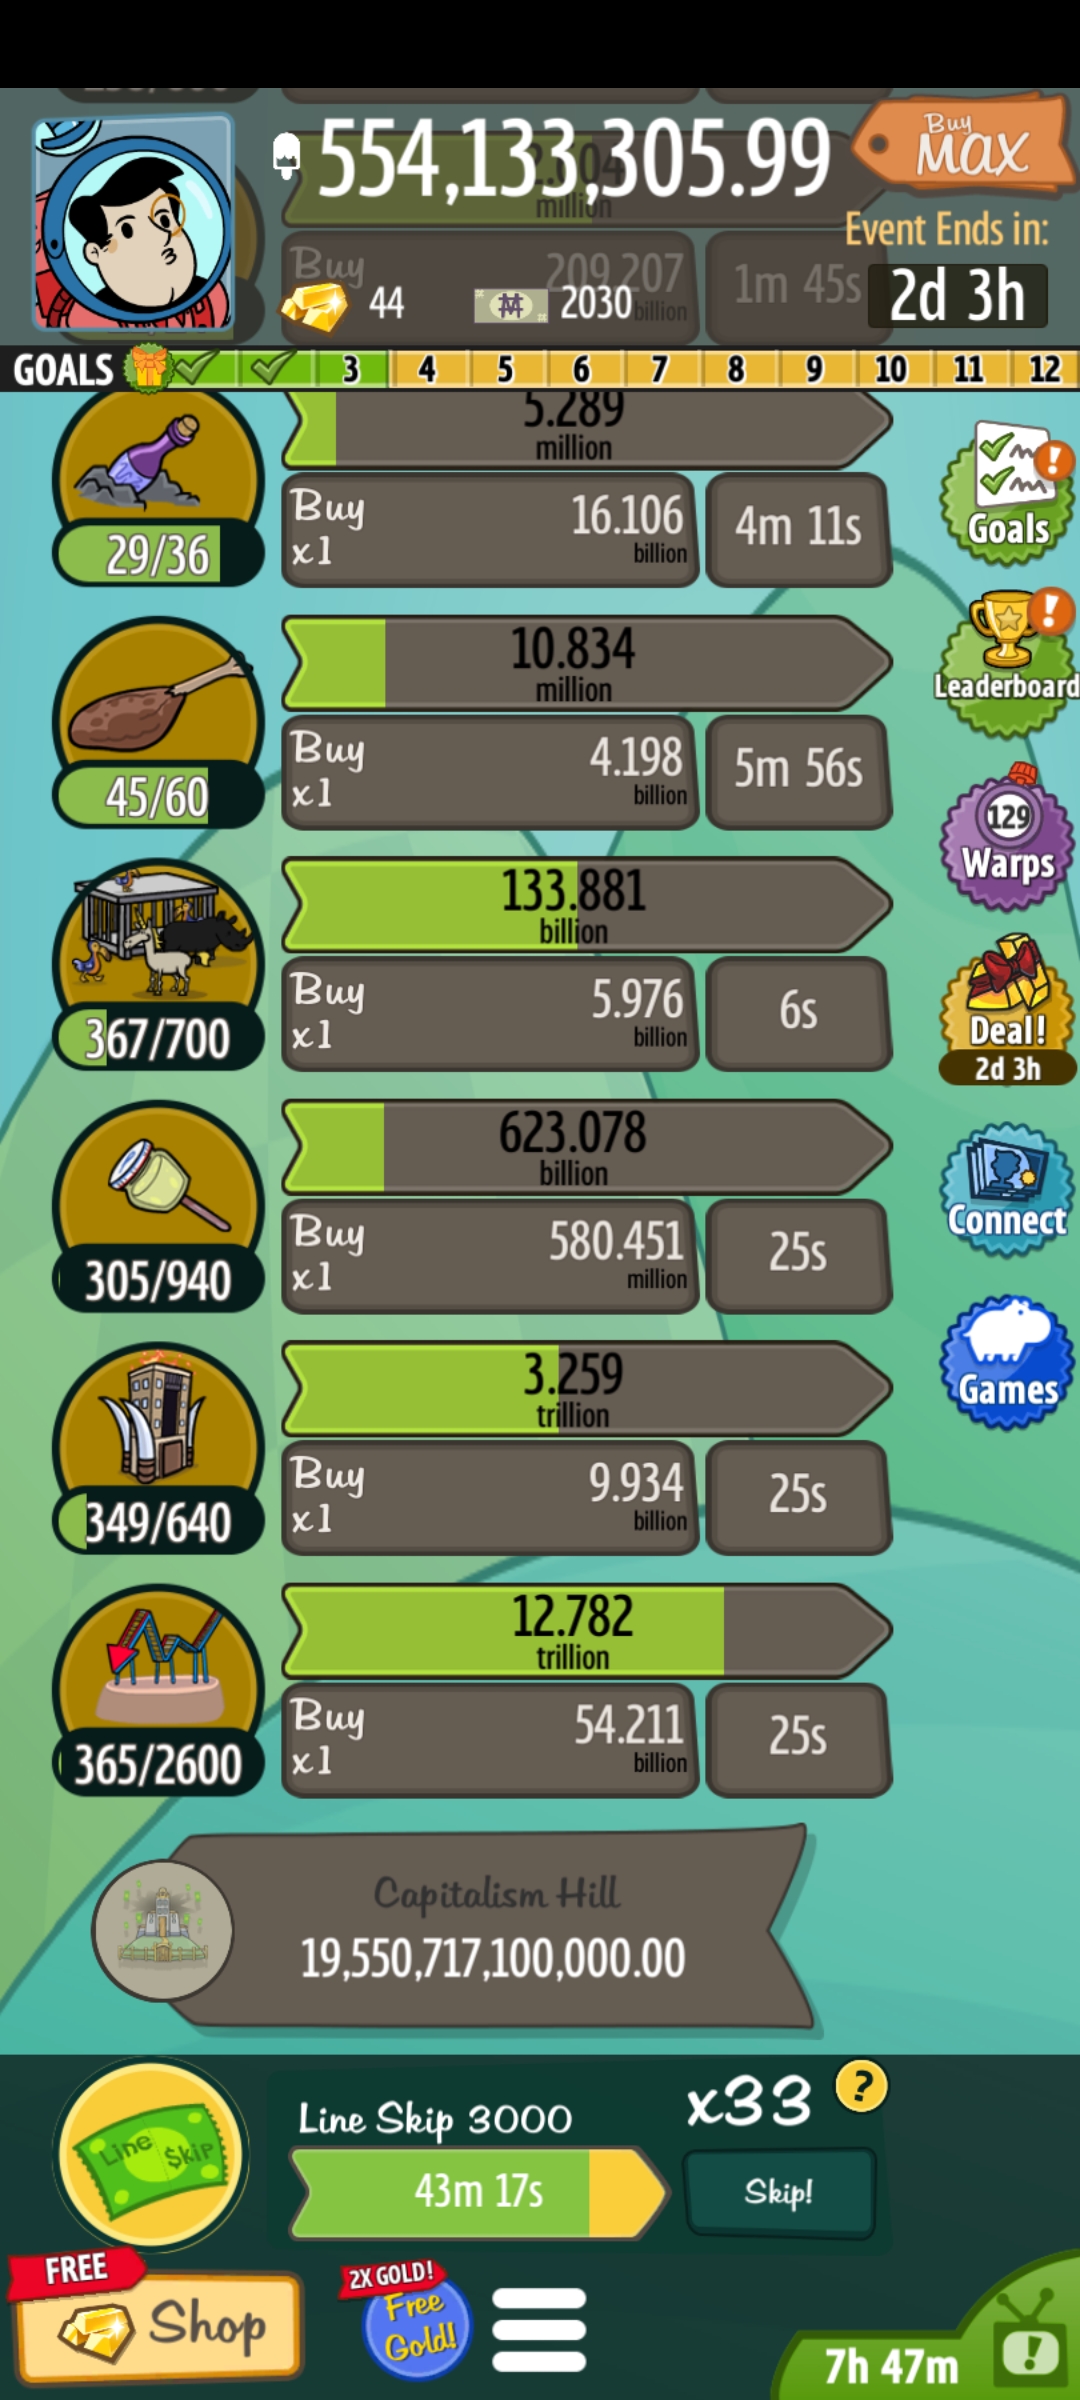 554,133,305.99
Buy
MAX
million
Event Ends in:
Buy
209.207
billion
1m 45s
2d 3h
44
2030
GOALS
3
4
5
6
7
8
9
10
11
12
5.289
million
29/36
Buy
x1
16.106
billion
4m 11s
Goals
10.834
million
45/60
Buy
x1
4.198
billion
5m 56s
Leaderboard
129
Warps
133.881
billion
367/700
Buy
x1
5.976
billion
6s
Deal!
2d 3h
623.078
billion
305/940
Buy
x1
580.451
million
25s
Connect
3.259
trillion
349/640
Buy
x1
9.934
billion
25s
Games
12.782
trillion
365/2600
Buy
x1
54.211
billion
25s
Capitalism Hill
19,550,717,100,000.00
Line $kip
Line Skip 3000
x33
?
43m 17s
Skip!
FREE
Shop
2X GOLD!
Free
Gold!
7h 47m